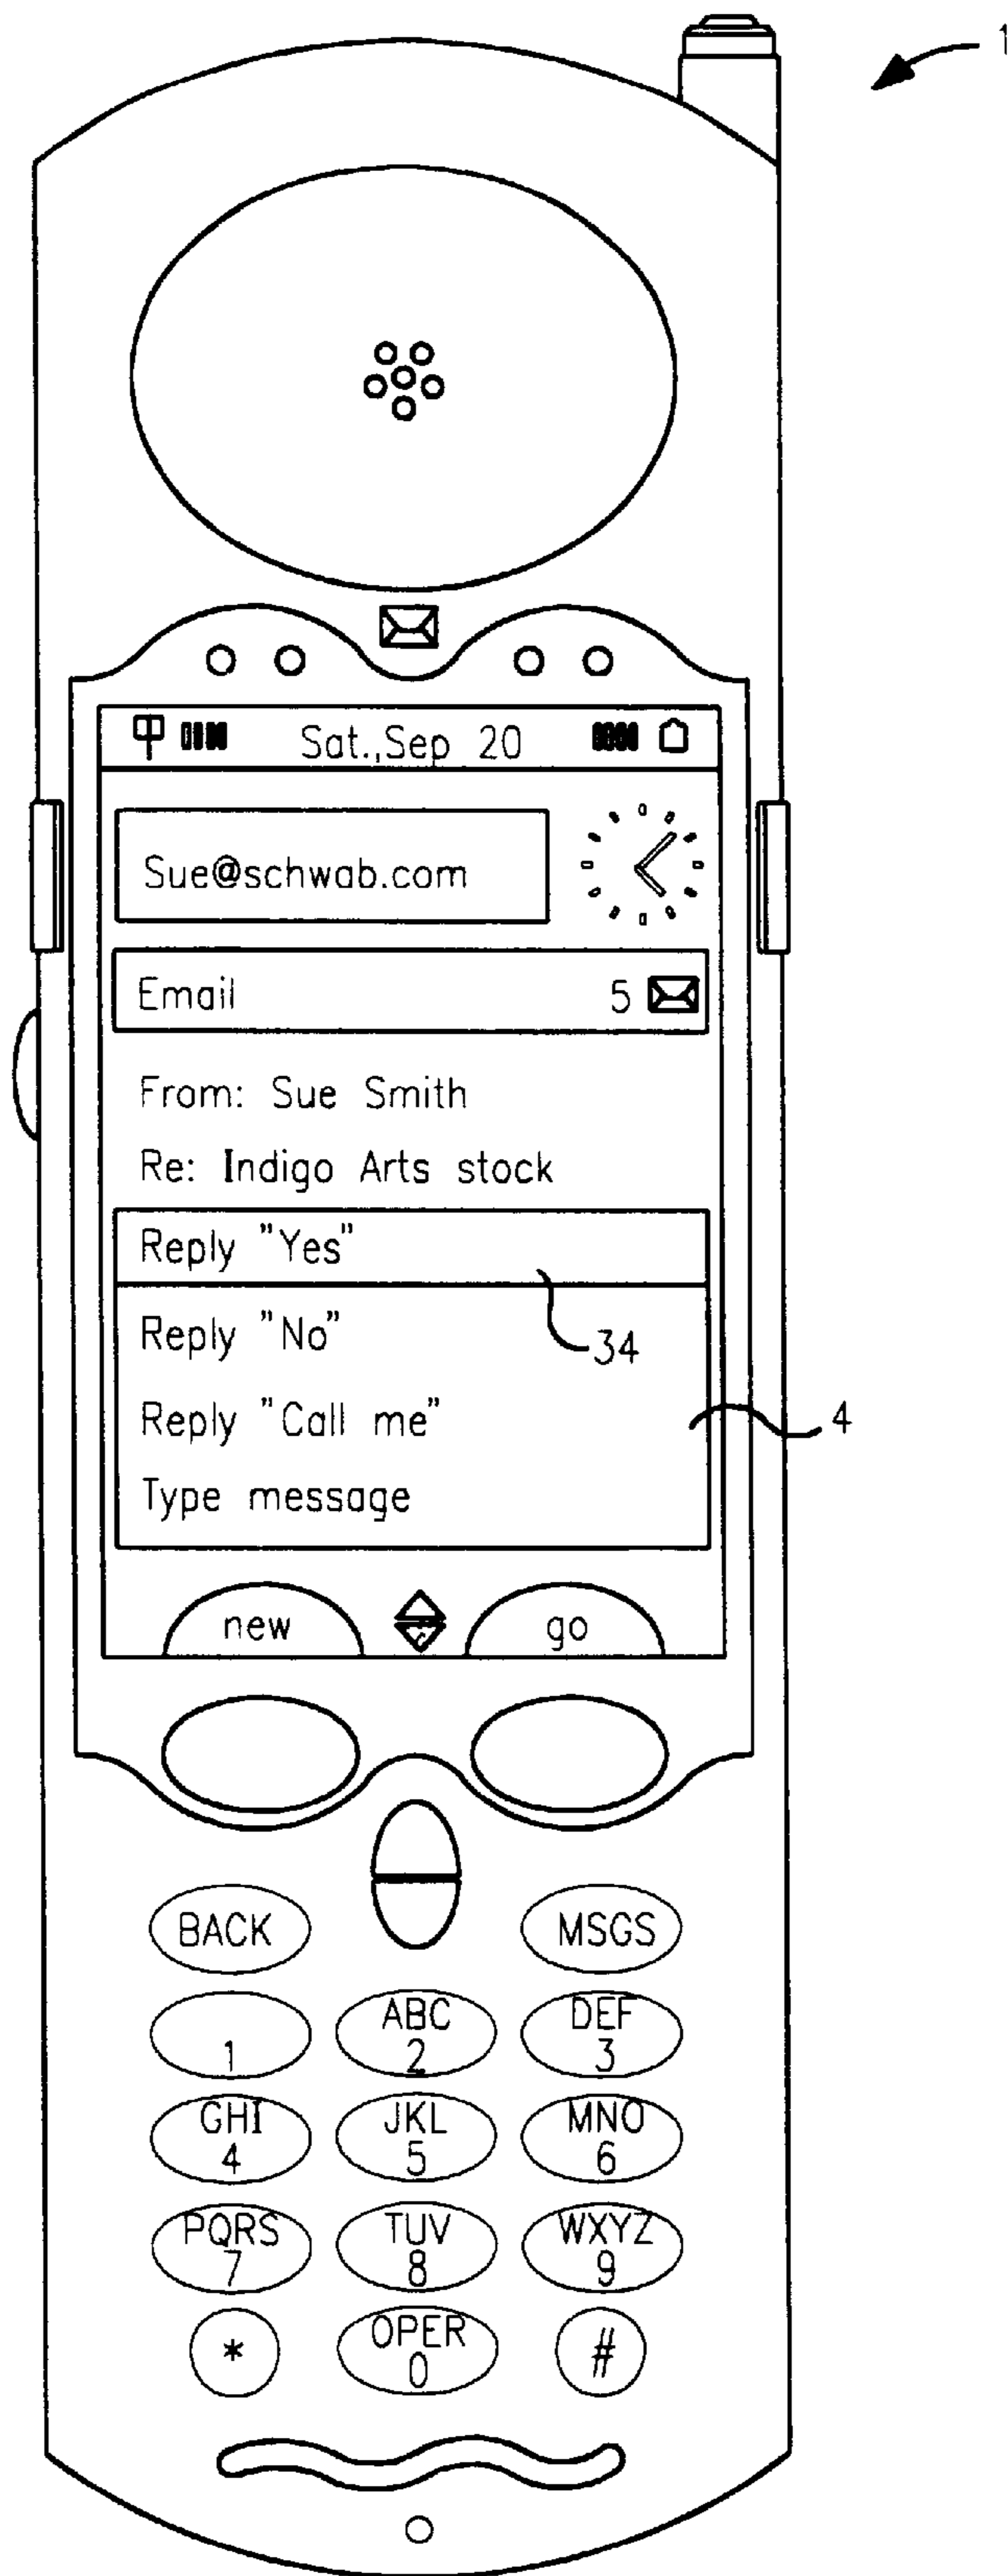 1
Sat.,Sep 20
Sue@schwab.com
Email 5
From: Sue Smith
Re: Indigo Arts stock
Reply "Yes"
34
Reply "No"
Reply "Call me"
4
Type message
new go
BACK MSGS
1 ABC 2 DEF 3
GHI 4 JKL 5 MNO 6
PQRS 7 TUV 8 WXYZ 9
* OPER 0 #